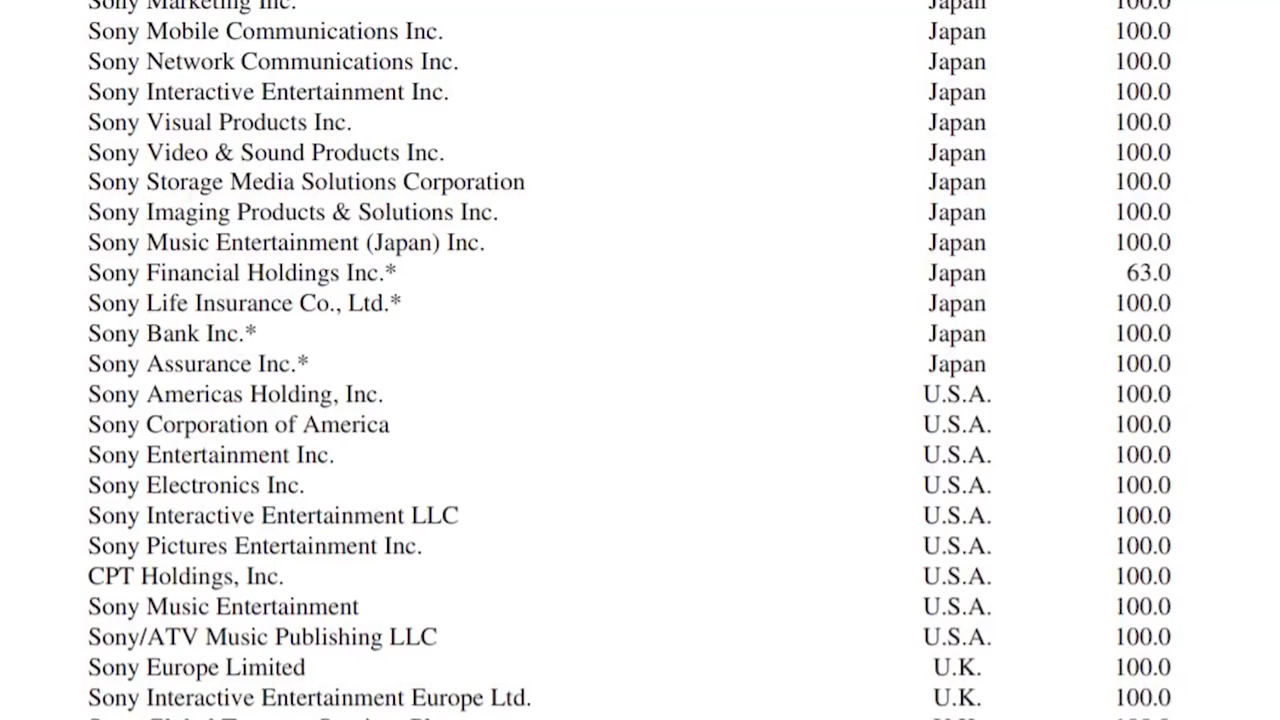 Sony Marketing Inc. Japan 100.0
Sony Mobile Communications Inc. Japan 100.0
Sony Network Communications Inc. Japan 100.0
Sony Interactive Entertainment Inc. Japan 100.0
Sony Visual Products Inc. Japan 100.0
Sony Video & Sound Products Inc. Japan 100.0
Sony Storage Media Solutions Corporation Japan 100.0
Sony Imaging Products & Solutions Inc. Japan 100.0
Sony Music Entertainment (Japan) Inc. Japan 100.0
Sony Financial Holdings Inc.* Japan 63.0
Sony Life Insurance Co., Ltd.* Japan 100.0
Sony Bank Inc.* Japan 100.0
Sony Assurance Inc.* Japan 100.0
Sony Americas Holding, Inc. U.S.A. 100.0
Sony Corporation of America U.S.A. 100.0
Sony Entertainment Inc. U.S.A. 100.0
Sony Electronics Inc. U.S.A. 100.0
Sony Interactive Entertainment LLC U.S.A. 100.0
Sony Pictures Entertainment Inc. U.S.A. 100.0
CPT Holdings, Inc. U.S.A. 100.0
Sony Music Entertainment U.S.A. 100.0
Sony/ATV Music Publishing LLC U.S.A. 100.0
Sony Europe Limited U.K. 100.0
Sony Interactive Entertainment Europe Ltd. U.K. 100.0